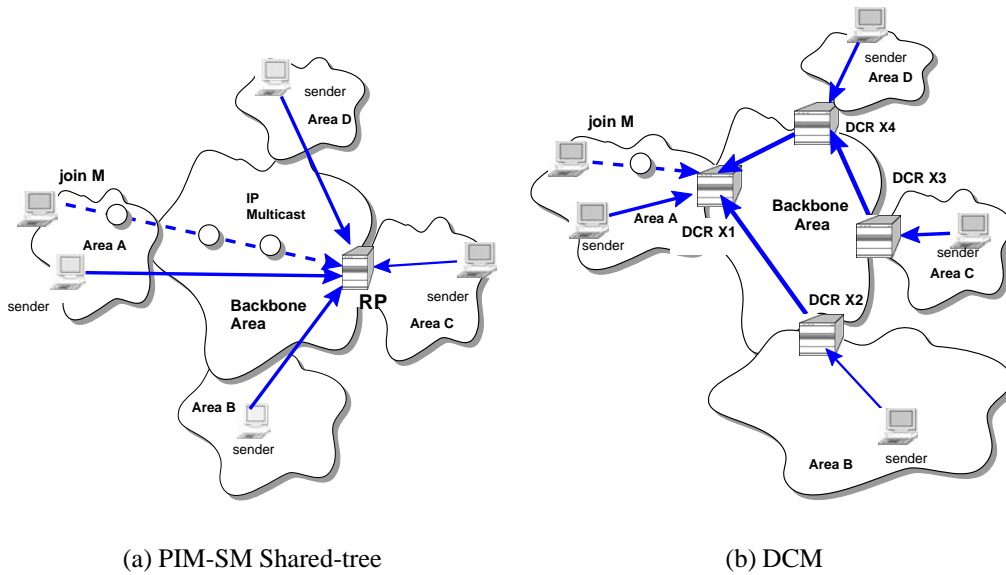 sender
Area D
join M
IP
Multicast
Area A
sender
Backbone
Area
RP
sender
Area C
Area B
sender
(a) PIM-SM Shared-tree
sender
Area D
DCR X4
join M
DCR X3
Backbone
Area
Area A
DCR X1
sender
sender
Area C
DCR X2
sender
Area B
(b) DCM